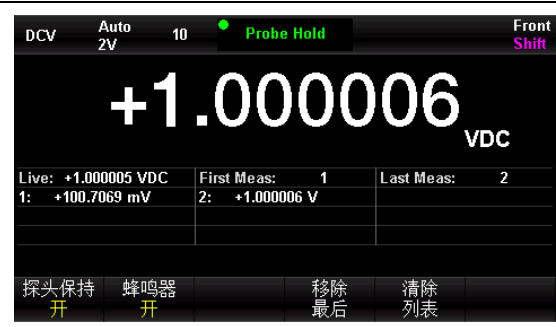 DCV Auto 10 Probe Hold Front
2V Shift
+1.000006 VDC
Live: +1.000005 VDC First Meas: 1 Last Meas: 2
1: +100.7069 mV 2: +1.000006 V
探头保持 蜂鸣器 移除 清除
开 开 最后 列表